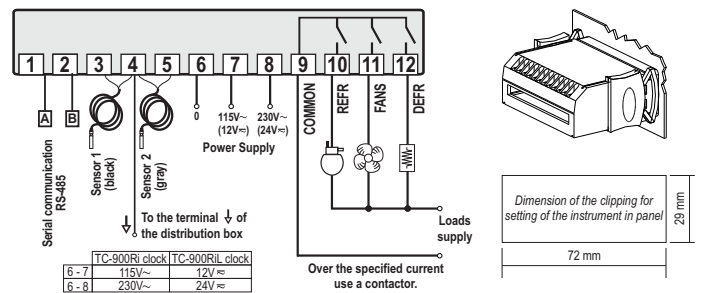 1 2 3 4 5 6 7 8 9 10 11 12
A B
0
115V~
(12V≂)
230V~
(24V≂)
Power Supply
COMMON
REFR
FANS
DEFR
Serial communication
RS-485
Sensor 1
(black)
Sensor 2
(gray)
To the terminal ⇩ of
the distribution box
Loads
supply
Over the specified current
use a contactor.
TC-900Ri clock TC-900RiL clock
6 - 7 115V~ 12V≂
6 - 8 230V~ 24V≂
Dimension of the clipping for
setting of the instrument in panel
29 mm
72 mm